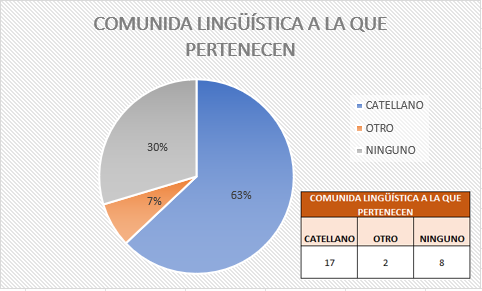 COMUNIDA LINGÜÍSTICA A LA QUE
PERTENECEN
CATELLANO
OTRO
NINGUNO
30%
7%
63%
COMUNIDA LINGÜÍSTICA A LA QUE
PERTENECEN
CATELLANO OTRO NINGUNO
17 2 8